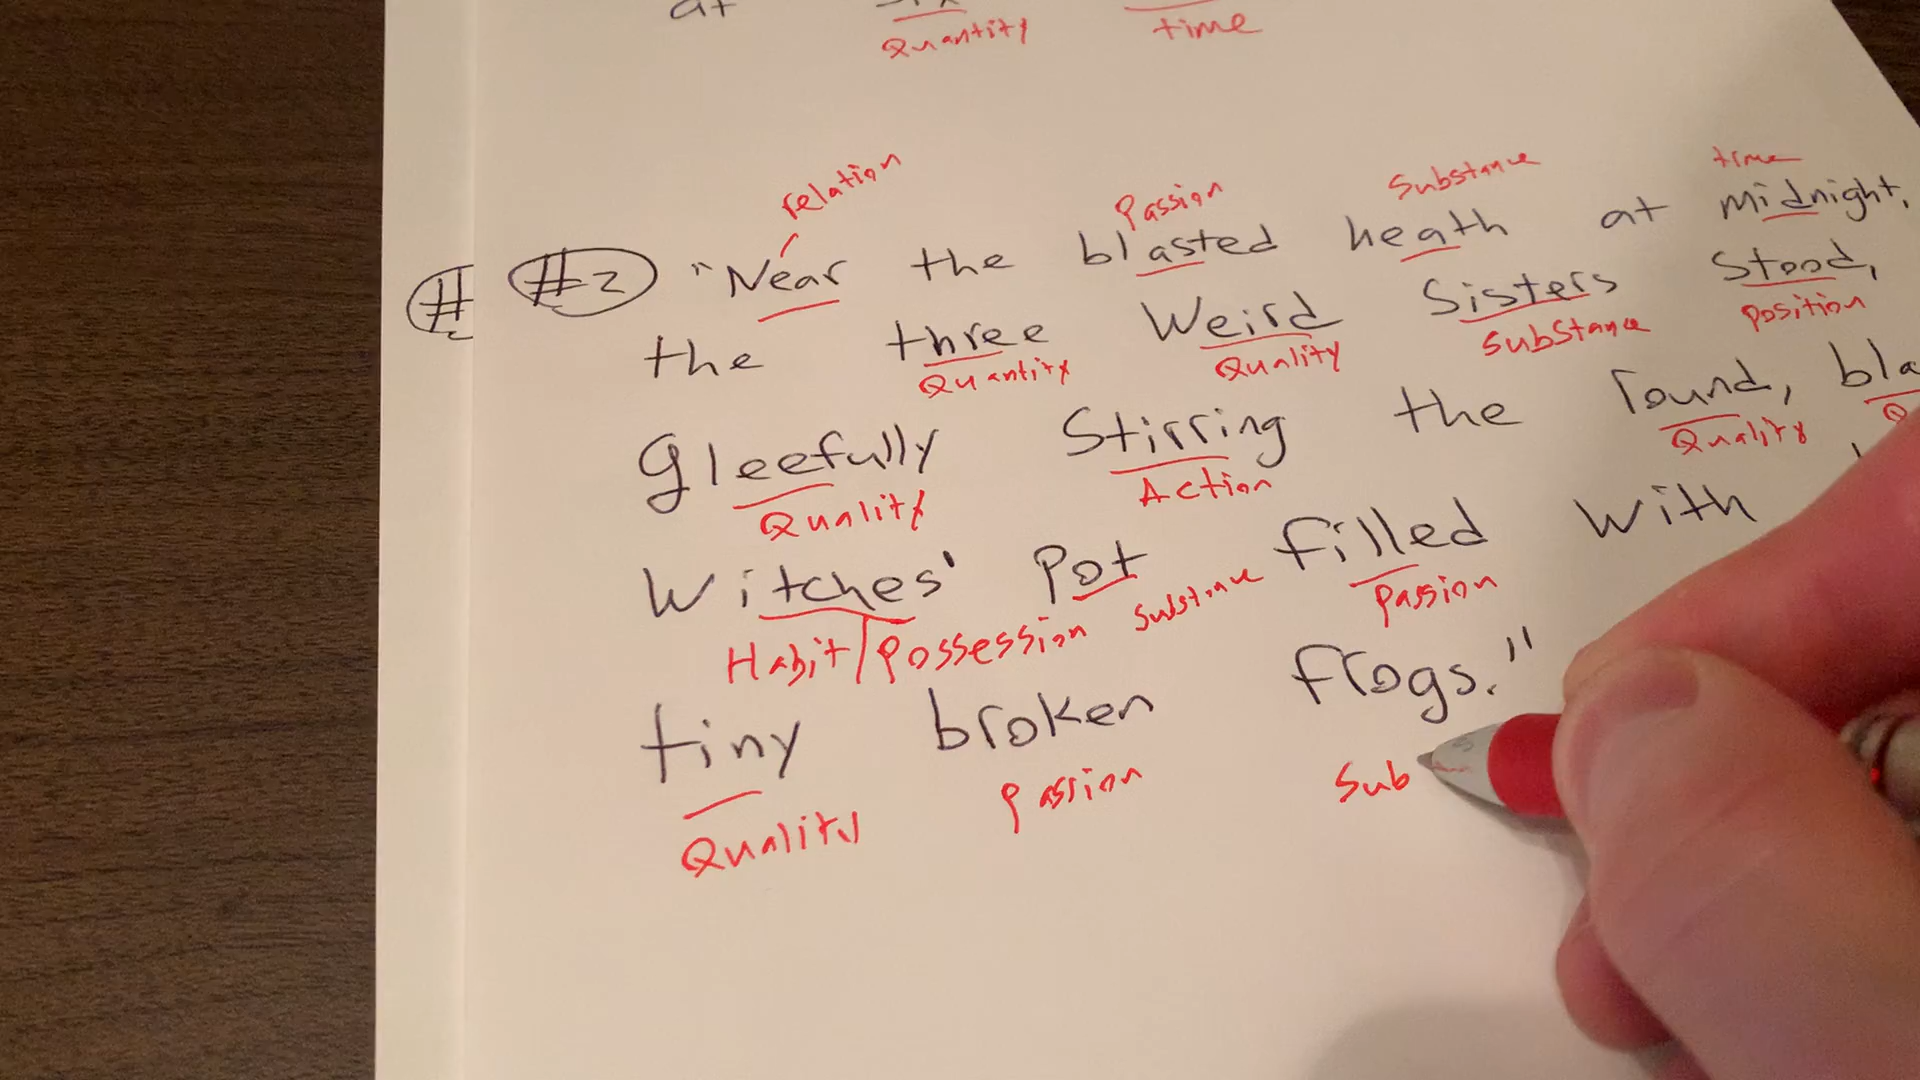 at
Quantity time
relation Passion Substance time
# #2 "Near the blasted heath at midnight,
the three Weird Sisters Stood,
Quantity Quality Substance Position
gleefully Stirring the round, bla
Quality Action Quality Q
Witches' Pot filled with
Habit/Possession Substance Passion
tiny broken frogs."
Quality Passion Sub